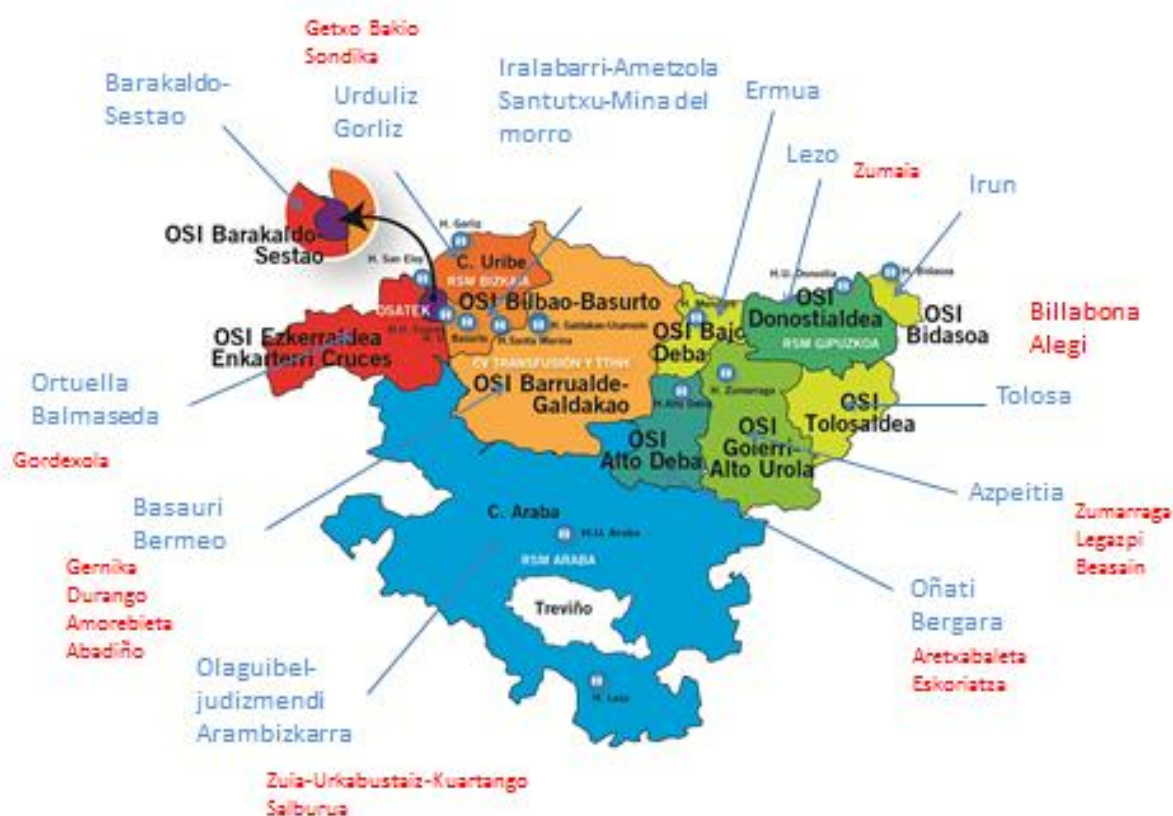 Getxo Bakio
Sondika
Barakaldo-
Sestao
Urduliz
Gorliz
Iralabarri-Ametzola
Santutxu-Mina del
morro
Ermua
Lezo
Zumaia
Irun
OSI Barakaldo-
Sestao
H. Gorliz
H. San Eloy
C. Uribe
RSM BIZKAIA
OSATEK
OSI Bilbao-Basurto
Basurto
H. Santa Marina
H. Galdakao-Usansolo
CV TRANSFUSIÓN Y TTHH
OSI Barrualde-
Galdakao
OSI Ezkerraldea
Enkarterri Cruces
OSI Bajo
Deba
H.U. Donostia
OSI
Donostialdea
RSM GIPUZKOA
H. Bidasoa
OSI
Bidasoa
Billabona
Alegi
H. Zumarraga
H. Alto Deba
OSI
Alto Deba
OSI
Goierri-
Alto Urola
OSI
Tolosaldea
Tolosa
Ortuella
Balmaseda
Gordexola
Basauri
Bermeo
Gernika
Durango
Amorebieta
Abadiño
C. Araba
H.U. Araba
RSM ARABA
Treviño
H. Leza
Azpeitia
Zumarraga
Legazpi
Beasain
Oñati
Bergara
Aretxabaleta
Eskoriatza
Olaguibel-
judizmendi
Arambizkarra
Zuia-Urkabustaiz-Kuartango
Salburua